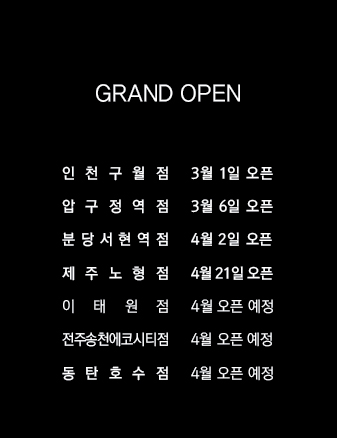 GRAND OPEN
인천구월점 3월 1일 오픈
압구정역점 3월 6일 오픈
분당서현역점 4월 2일 오픈
제주노형점 4월 21일 오픈
이태원점 4월 오픈 예정
전주송천에코시티점 4월 오픈 예정
동탄호수점 4월 오픈 예정